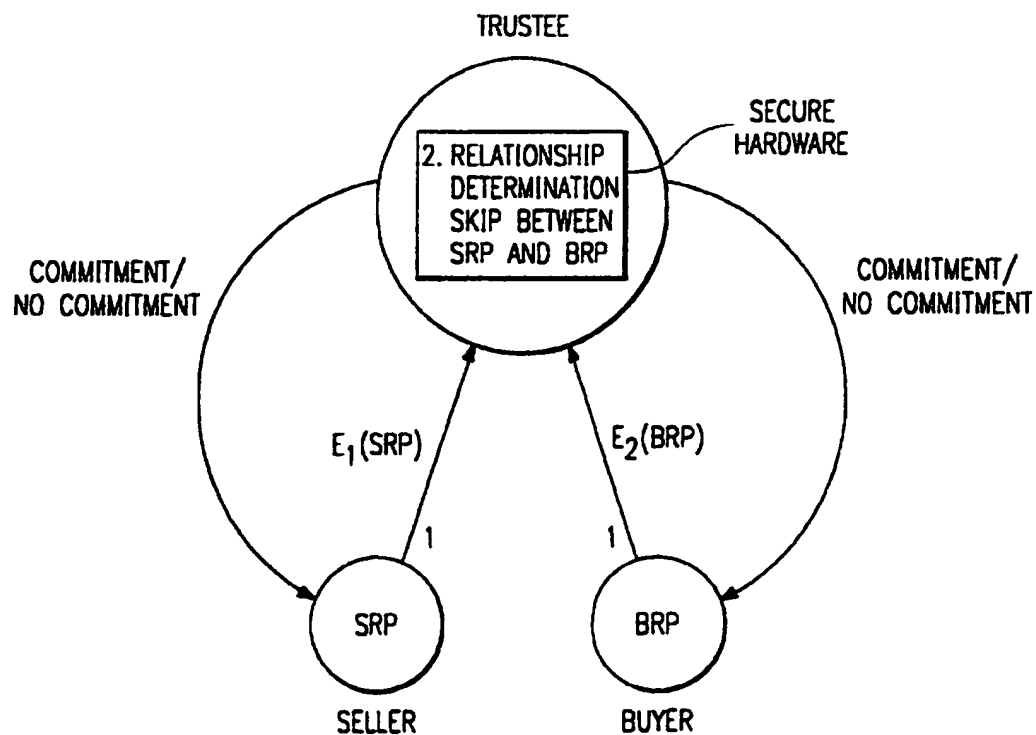 TRUSTEE
SECURE
HARDWARE
2. RELATIONSHIP
DETERMINATION
SKIP BETWEEN
SRP AND BRP
COMMITMENT/
NO COMMITMENT
COMMITMENT/
NO COMMITMENT
E1(SRP)
E2(BRP)
1
1
SRP
BRP
SELLER
BUYER